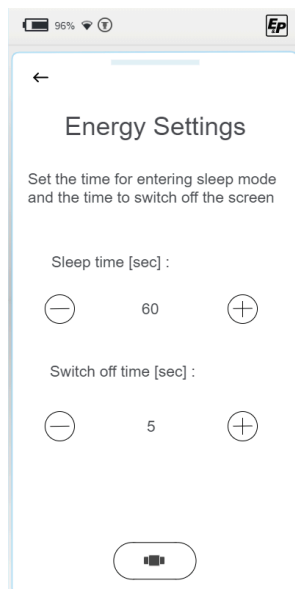 96%
EP
Energy Settings
Set the time for entering sleep mode
and the time to switch off the screen
Sleep time [sec] :
60
Switch off time [sec] :
5